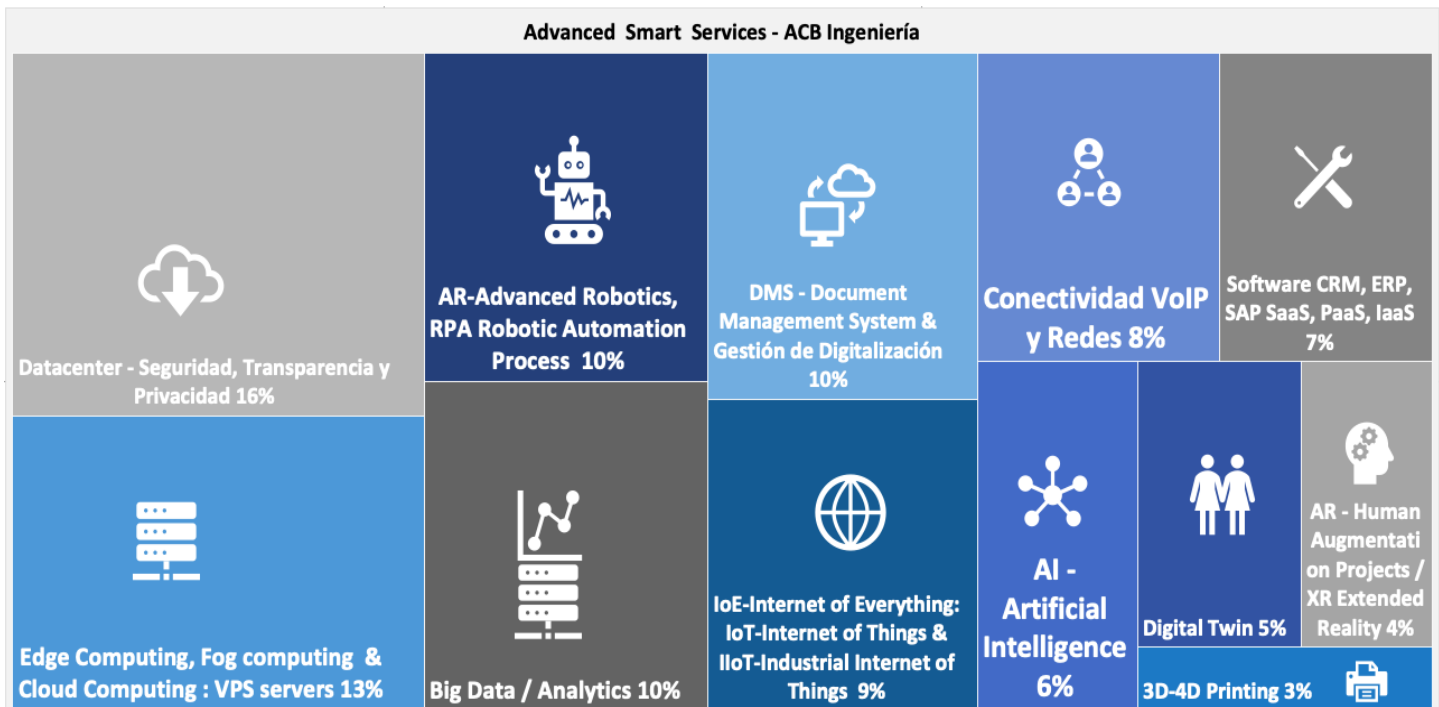 Advanced Smart Services - ACB Ingeniería
Datacenter - Seguridad, Transparencia y
Privacidad 16%
Edge Computing, Fog computing &
Cloud Computing : VPS servers 13%
AR-Advanced Robotics,
RPA Robotic Automation
Process 10%
Big Data / Analytics 10%
DMS - Document
Management System &
Gestión de Digitalización
10%
IoE-Internet of Everything:
IoT-Internet of Things &
IIoT-Industrial Internet of
Things 9%
Conectividad VoIP
y Redes 8%
Software CRM, ERP,
SAP SaaS, PaaS, IaaS
7%
AI -
Artificial
Intelligence
6%
Digital Twin 5%
AR - Human
Augmentati
on Projects /
XR Extended
Reality 4%
3D-4D Printing 3%